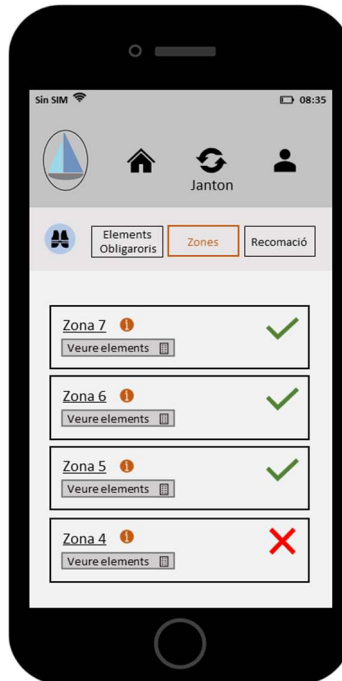 Sin SIM 08:35
Janton
Elements
Obligaroris
Zones
Recomació
Zona 7
Veure elements
Zona 6
Veure elements
Zona 5
Veure elements
Zona 4
Veure elements